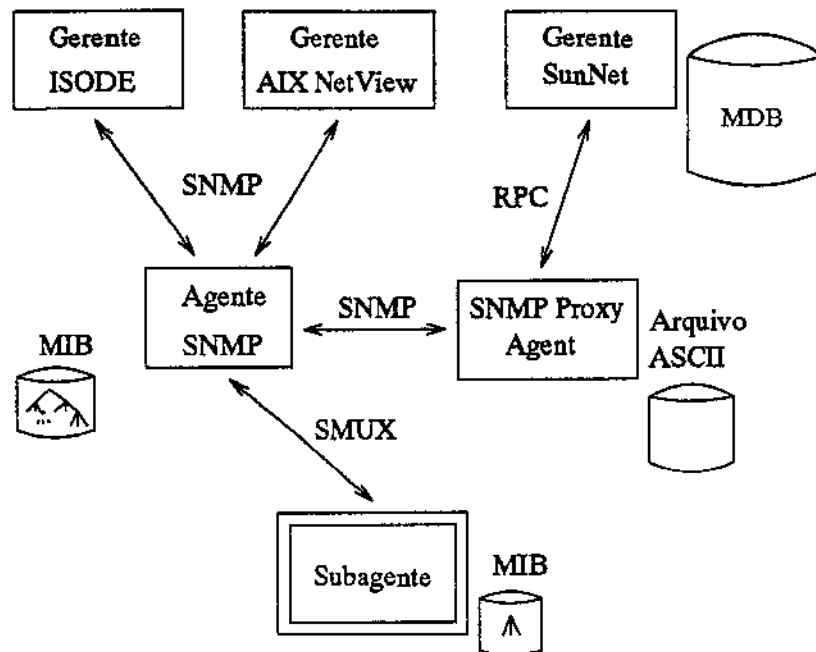 Gerente
ISODE
Gerente
AIX NetView
Gerente
SunNet
MDB
SNMP
RPC
Agente
SNMP
SNMP
SNMP Proxy
Agent
Arquivo
ASCII
MIB
...
SMUX
Subagente
MIB